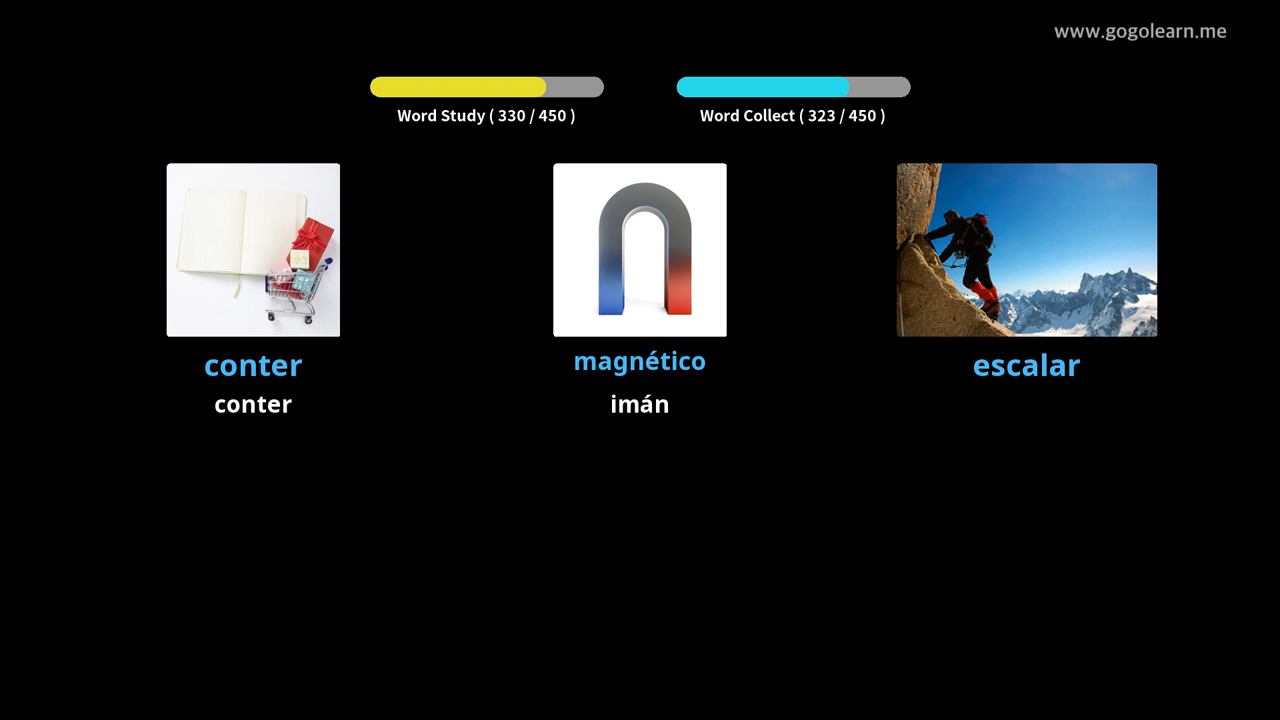 www.gogolearn.me
Word Study ( 330 / 450 )
Word Collect ( 323 / 450 )
conter
conter
magnético
imán
escalar